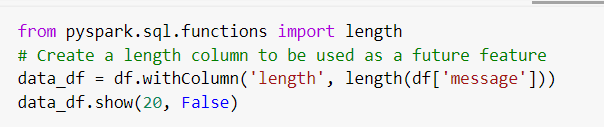 from pyspark.sql.functions import length
# Create a length column to be used as a future feature
data_df = df.withColumn('length', length(df['message']))
data_df.show(20, False)